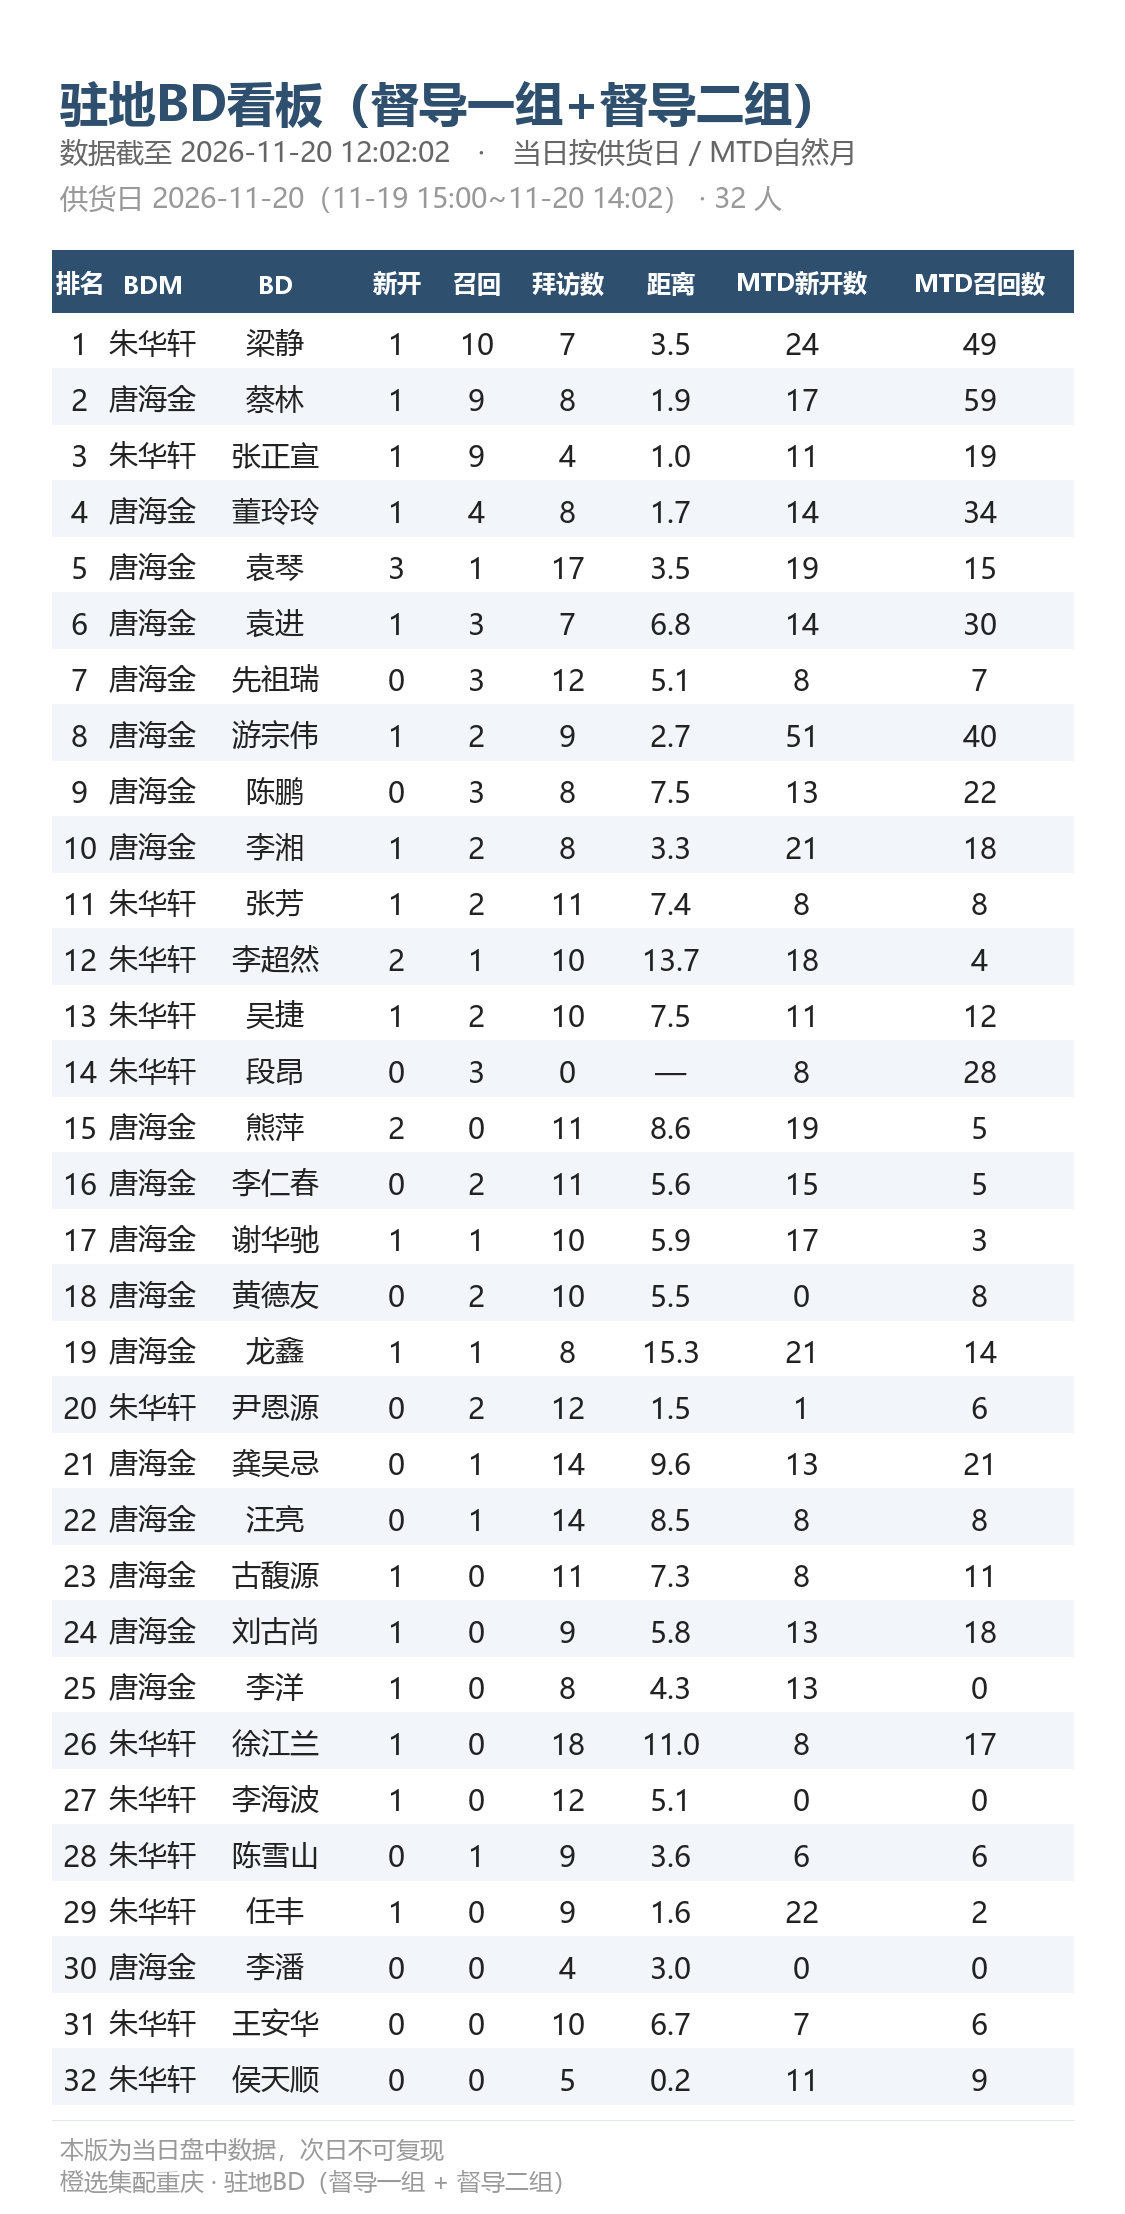 驻地BD看板（督导一组+督导二组）
数据截至 2026-11-20 12:02:02 · 当日按供货日 / MTD自然月
供货日 2026-11-20（11-19 15:00~11-20 14:02） · 32 人
排名 BDM BD 新开 召回 拜访数 距离 MTD新开数 MTD召回数
1 朱华轩 梁静 1 10 7 3.5 24 49
2 唐海金 蔡林 1 9 8 1.9 17 59
3 朱华轩 张正宣 1 9 4 1.0 11 19
4 唐海金 董玲玲 1 4 8 1.7 14 34
5 唐海金 袁琴 3 1 17 3.5 19 15
6 唐海金 袁进 1 3 7 6.8 14 30
7 唐海金 先祖瑞 0 3 12 5.1 8 7
8 唐海金 游宗伟 1 2 9 2.7 51 40
9 唐海金 陈鹏 0 3 8 7.5 13 22
10 唐海金 李湘 1 2 8 3.3 21 18
11 朱华轩 张芳 1 2 11 7.4 8 8
12 朱华轩 李超然 2 1 10 13.7 18 4
13 朱华轩 吴捷 1 2 10 7.5 11 12
14 朱华轩 段昂 0 3 0 — 8 28
15 唐海金 熊萍 2 0 11 8.6 19 5
16 唐海金 李仁春 0 2 11 5.6 15 5
17 唐海金 谢华驰 1 1 10 5.9 17 3
18 唐海金 黄德友 0 2 10 5.5 0 8
19 唐海金 龙鑫 1 1 8 15.3 21 14
20 朱华轩 尹恩源 0 2 12 1.5 1 6
21 唐海金 龚吴忌 0 1 14 9.6 13 21
22 唐海金 汪亮 0 1 14 8.5 8 8
23 唐海金 古馥源 1 0 11 7.3 8 11
24 唐海金 刘古尚 1 0 9 5.8 13 18
25 唐海金 李洋 1 0 8 4.3 13 0
26 朱华轩 徐江兰 1 0 18 11.0 8 17
27 朱华轩 李海波 1 0 12 5.1 0 0
28 朱华轩 陈雪山 0 1 9 3.6 6 6
29 朱华轩 任丰 1 0 9 1.6 22 2
30 唐海金 李潘 0 0 4 3.0 0 0
31 朱华轩 王安华 0 0 10 6.7 7 6
32 朱华轩 侯天顺 0 0 5 0.2 11 9
本版为当日盘中数据，次日不可复现
橙选集配重庆 · 驻地BD（督导一组 + 督导二组）